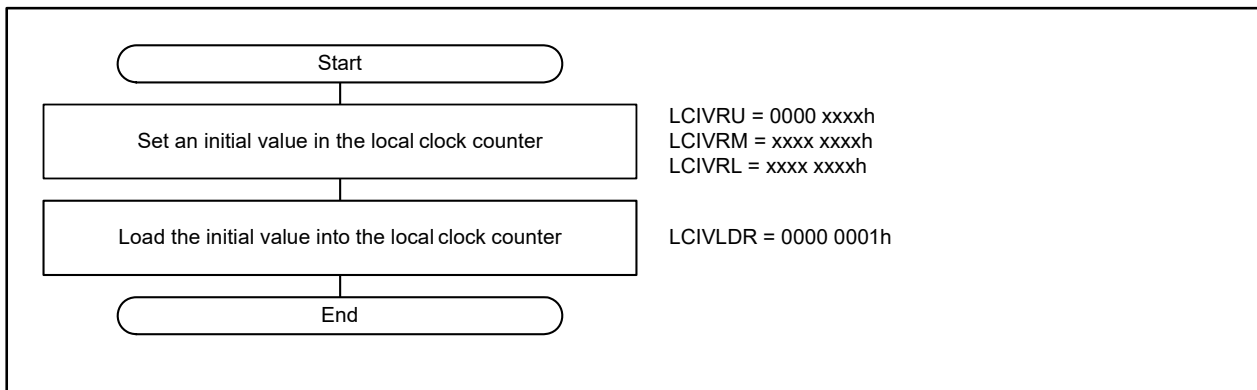 Start
Set an initial value in the local clock counter
LCIVRU = 0000 xxxxh
LCIVRM = xxxx xxxxh
LCIVRL = xxxx xxxxh
Load the initial value into the local clock counter
LCIVLDR = 0000 0001h
End